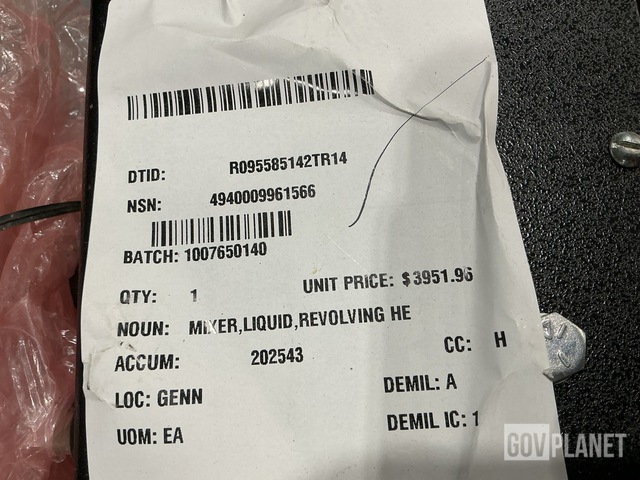 DTID: R095585142TR14
NSN: 4940009961566
BATCH: 1007650140
QTY: 1 UNIT PRICE: $3951.96
NOUN: MIXER,LIQUID,REVOLVING HE
ACCUM: 202543 CC: H
LOC: GENN DEMIL: A
UOM: EA DEMIL IC: 1
GOVPLANET